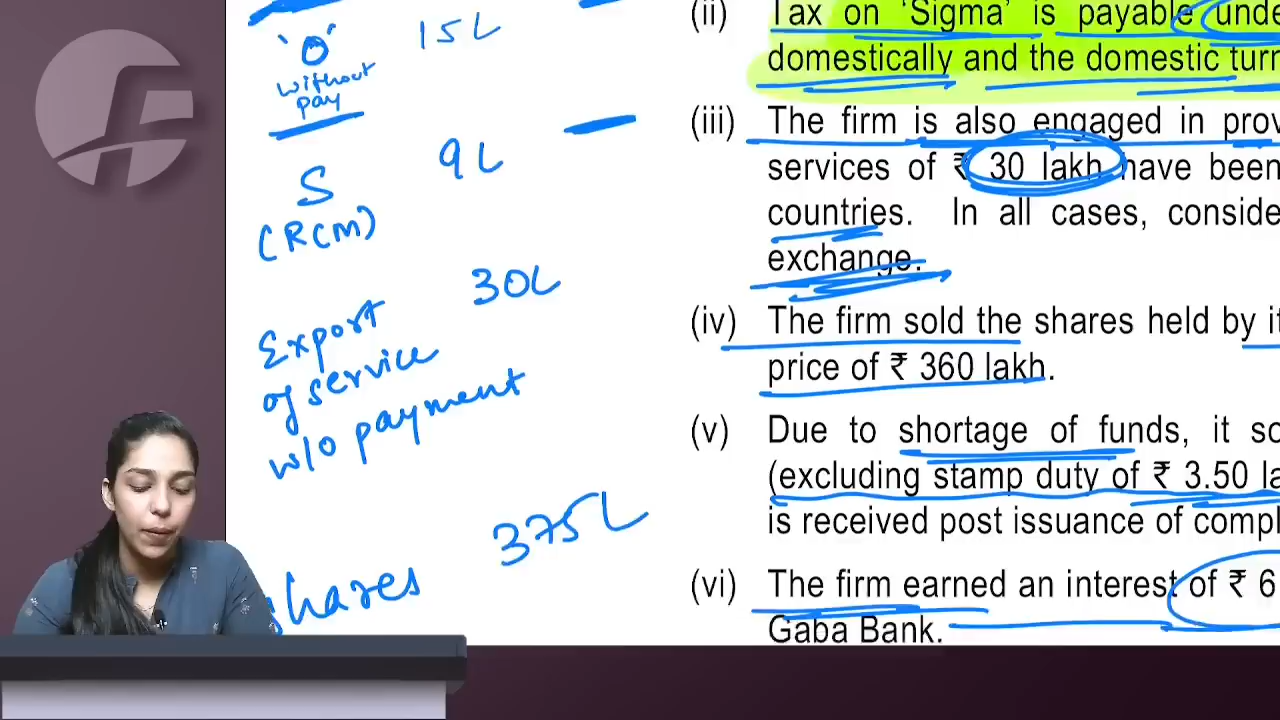 'O'
without
pay
15L
S
(RCM)
9L
Export
of service
w/o payment
30L
shares
375L
(ii) Tax on ‘Sigma’ is payable unde
domestically and the domestic turn
(iii) The firm is also engaged in prov
services of ₹ 30 lakh have been
countries. In all cases, conside
exchange.
(iv) The firm sold the shares held by it
price of ₹ 360 lakh.
(v) Due to shortage of funds, it so
(excluding stamp duty of ₹ 3.50 la
is received post issuance of compl
(vi) The firm earned an interest of ₹ 6
Gaba Bank.